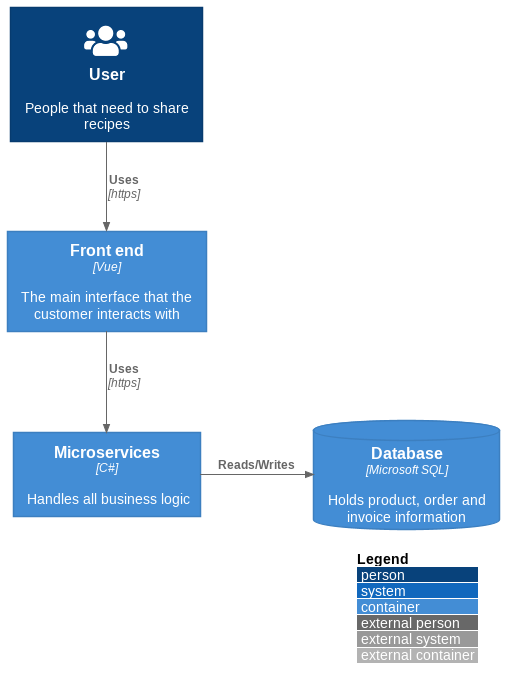 User
People that need to share
recipes
Uses
[https]
Front end
[Vue]
The main interface that the
customer interacts with
Uses
[https]
Microservices
[C#]
Handles all business logic
Reads/Writes
Database
[Microsoft SQL]
Holds product, order and
invoice information
Legend
person
system
container
external person
external system
external container